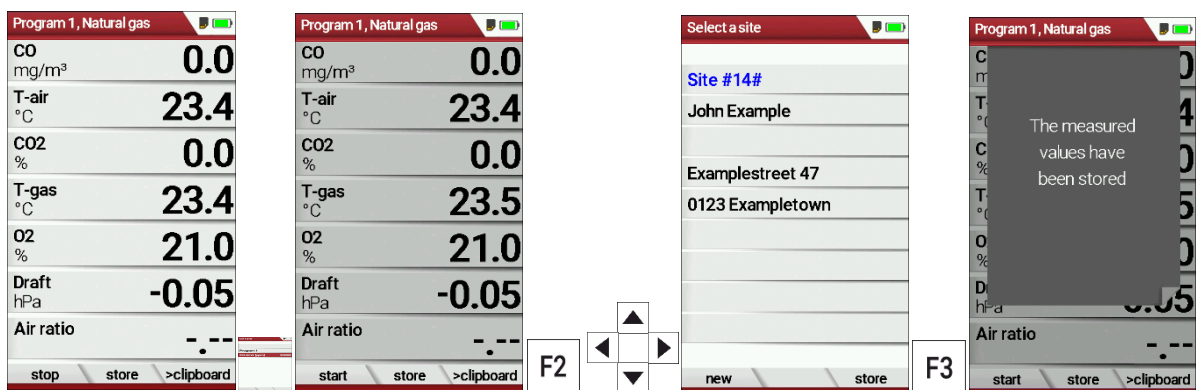 Program 1, Natural gas
CO
mg/m³
0.0
T-air
°C
23.4
CO2
%
0.0
T-gas
°C
23.4
O2
%
21.0
Draft
hPa
-0.05
Air ratio
-.--
stop store >clipboard
Program 1, Natural gas
CO
mg/m³
0.0
T-air
°C
23.4
CO2
%
0.0
T-gas
°C
23.5
O2
%
21.0
Draft
hPa
-0.05
Air ratio
-.--
start store >clipboard
F2
Select a site
Site #14#
John Example
Examplestreet 47
0123 Exampletown
new store
F3
Program 1, Natural gas
The measured
values have
been stored
hPa
Air ratio
-.--
start store >clipboard